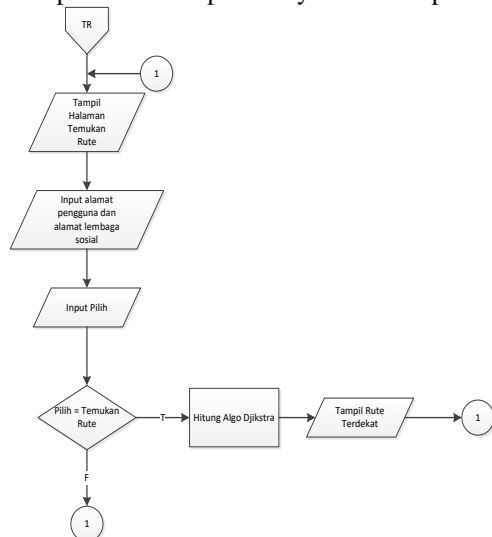 TR
1
Tampil
Halaman
Temukan
Rute
Input alamat
pengguna dan
alamat lembaga
sosial
Input Pilih
Pilih = Temukan
Rute
T
Hitung Algo Djikstra
Tampil Rute
Terdekat
1
F
1